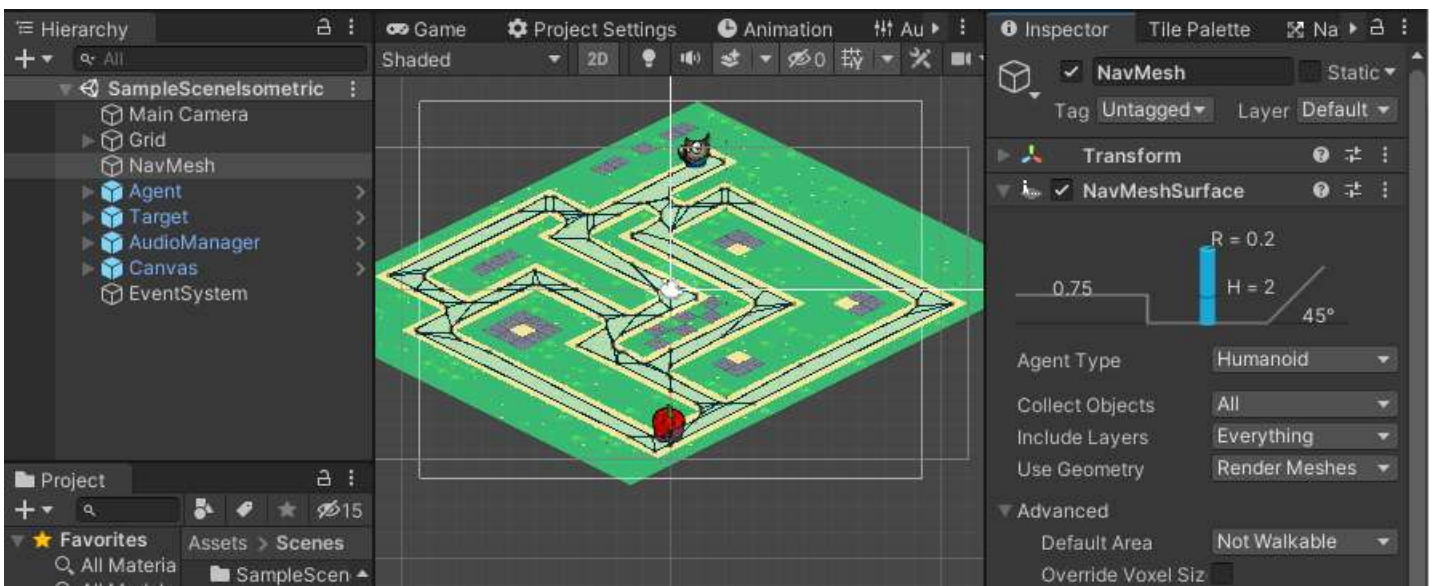 Hierarchy
All
SampleSceneIsometric
Main Camera
Grid
NavMesh
Agent
Target
AudioManager
Canvas
EventSystem
Project
15
Favorites
All Materia
Assets > Scenes
SampleScen
Game
Project Settings
Animation
Au
Shaded
2D
0
Inspector
Tile Palette
Na
NavMesh
Static
Tag Untagged
Layer Default
Transform
NavMeshSurface
R = 0.2
0.75
H = 2
45°
Agent Type Humanoid
Collect Objects All
Include Layers Everything
Use Geometry Render Meshes
Advanced
Default Area Not Walkable
Override Voxel Siz